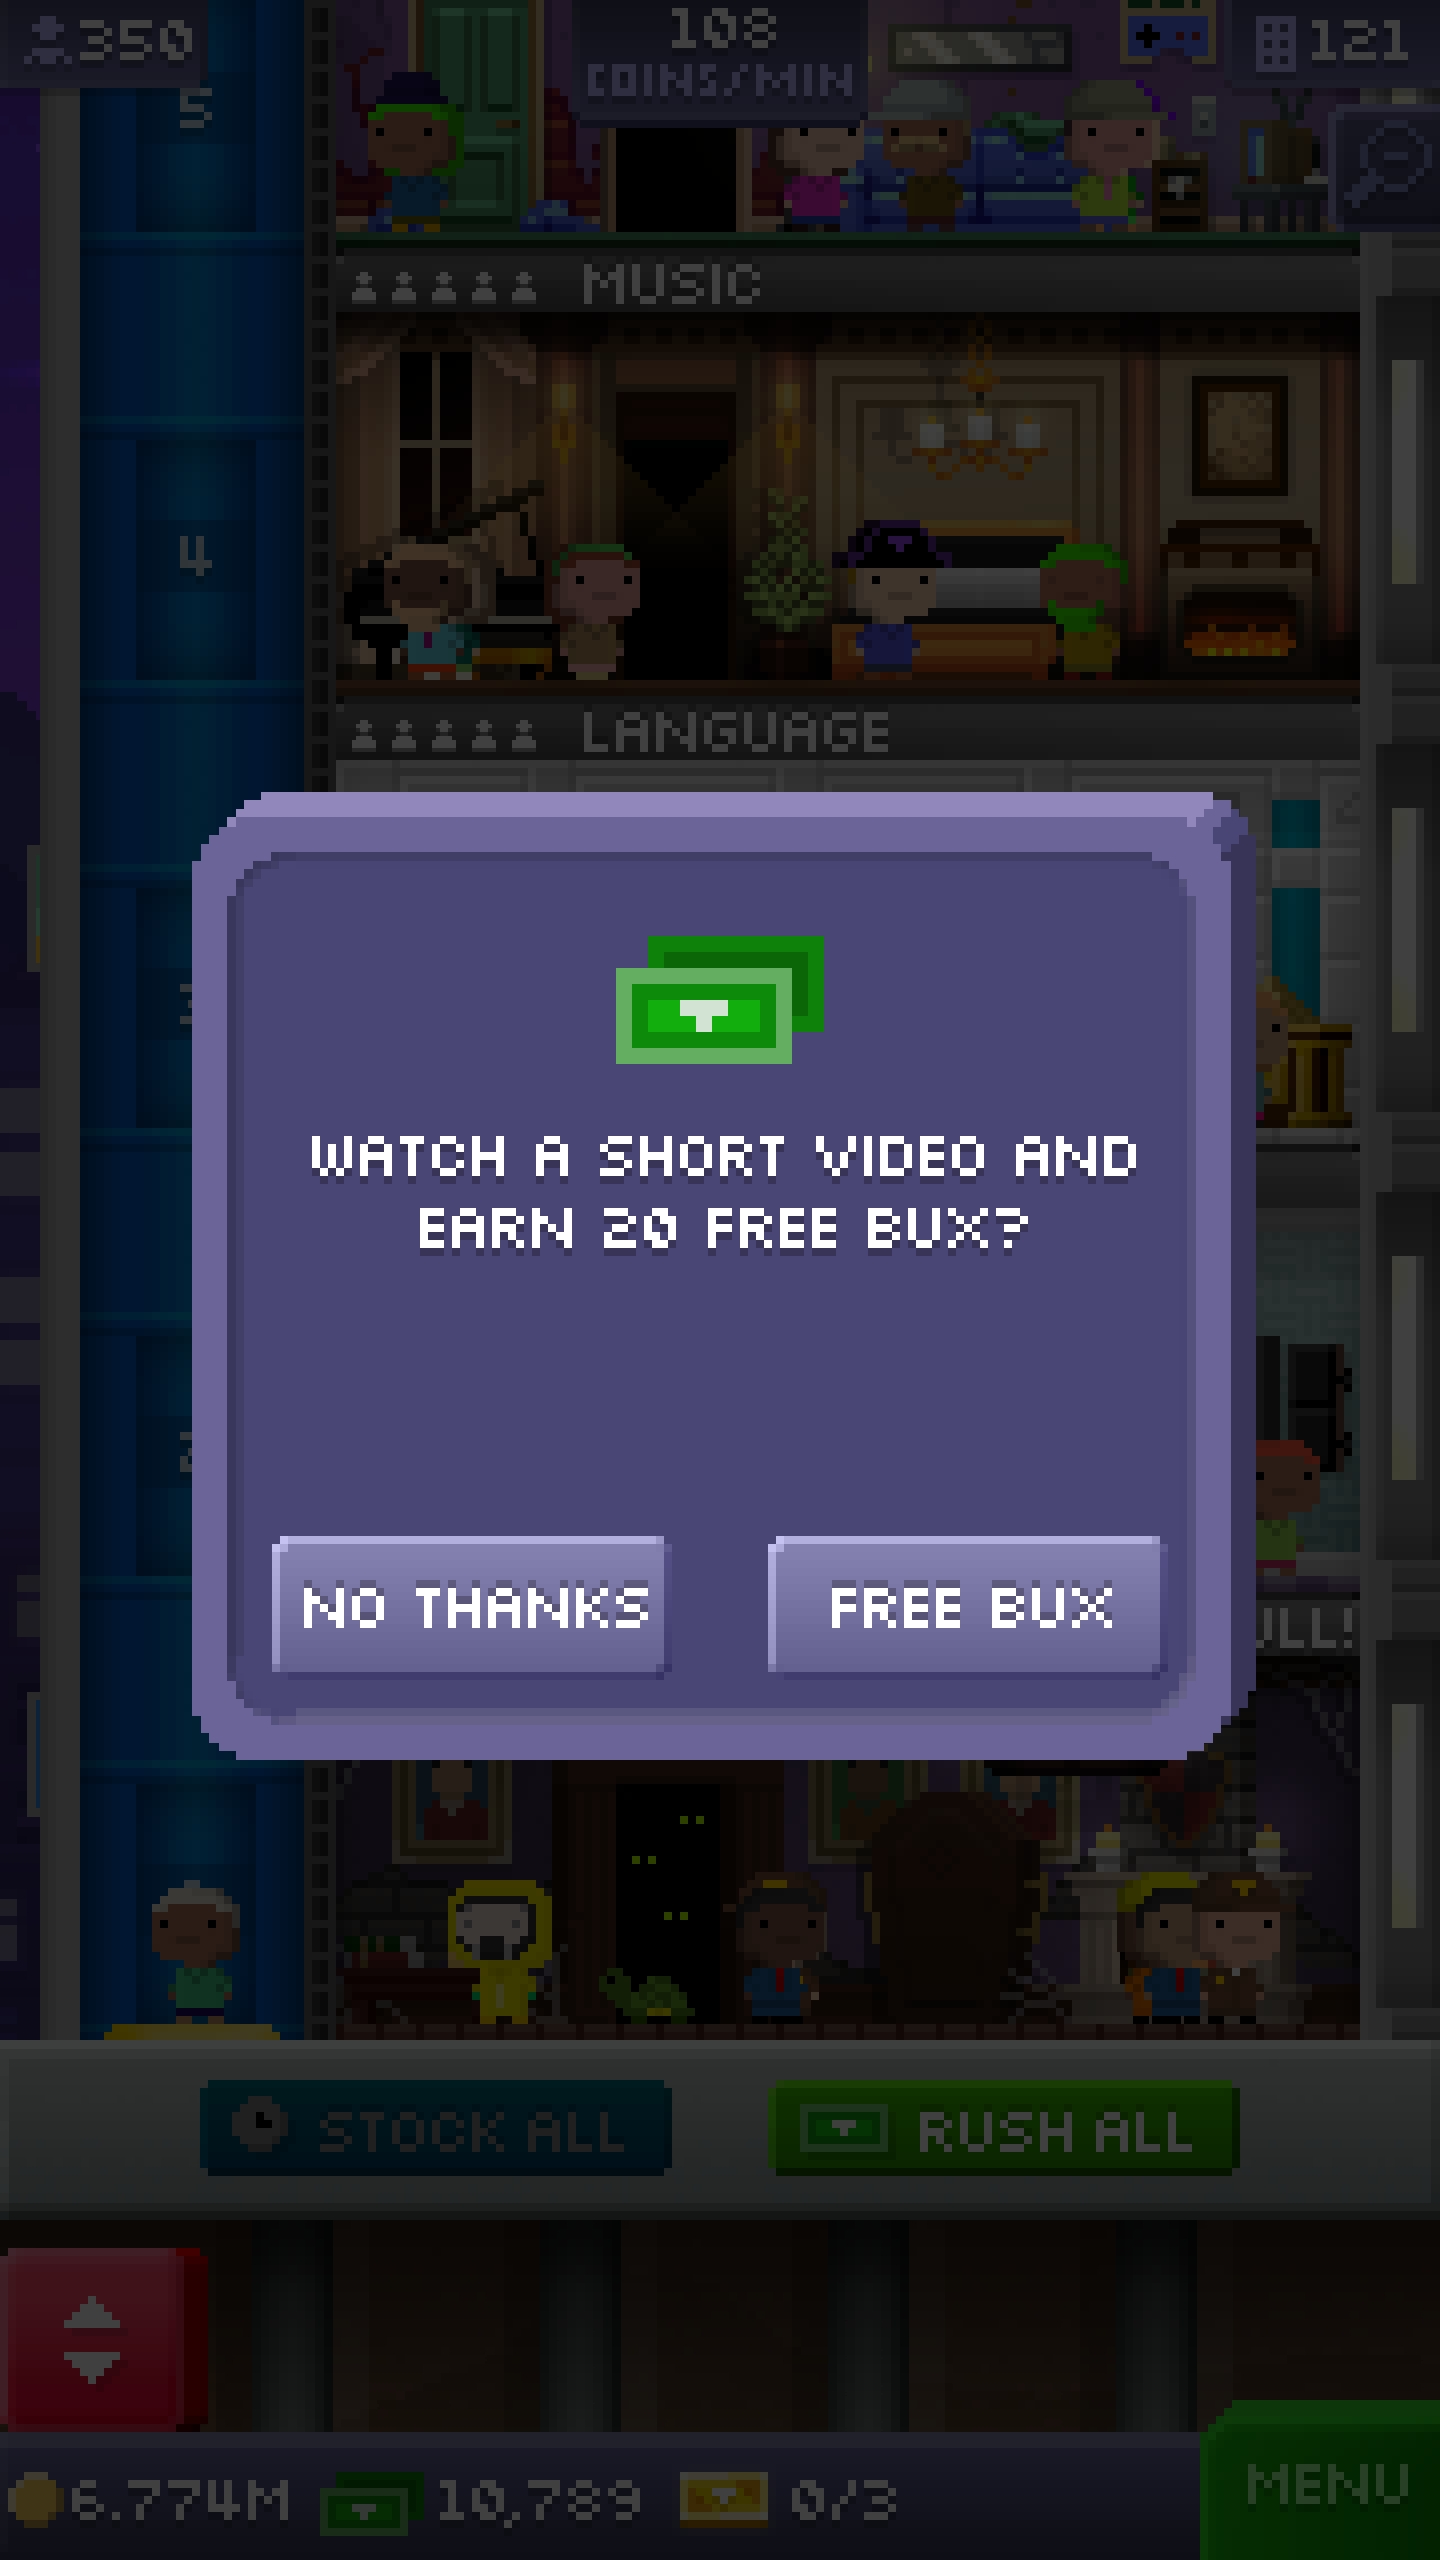 350
108
COINS/MIN
121
5
MUSIC
4
LANGUAGE
WATCH A SHORT VIDEO AND
EARN 20 FREE BUX?
NO THANKS
FREE BUX
STOCK ALL
RUSH ALL
6.774M
10,789
0/3
MENU